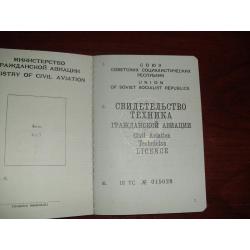 МИНИСТЕРСТВО
ГРАЖДАНСКОЙ АВИАЦИИ
MINISTRY OF CIVIL AVIATION
СОЮЗ
СОВЕТСКИХ СОЦИАЛИСТИЧЕСКИХ
РЕСПУБЛИК
UNION
OF SOVIET SOCIALIST REPUBLICS
СВИДЕТЕЛЬСТВО
ТЕХНИКА
ГРАЖДАНСКОЙ АВИАЦИИ
Civil Aviation
Technician
LICENCE
III ТС №